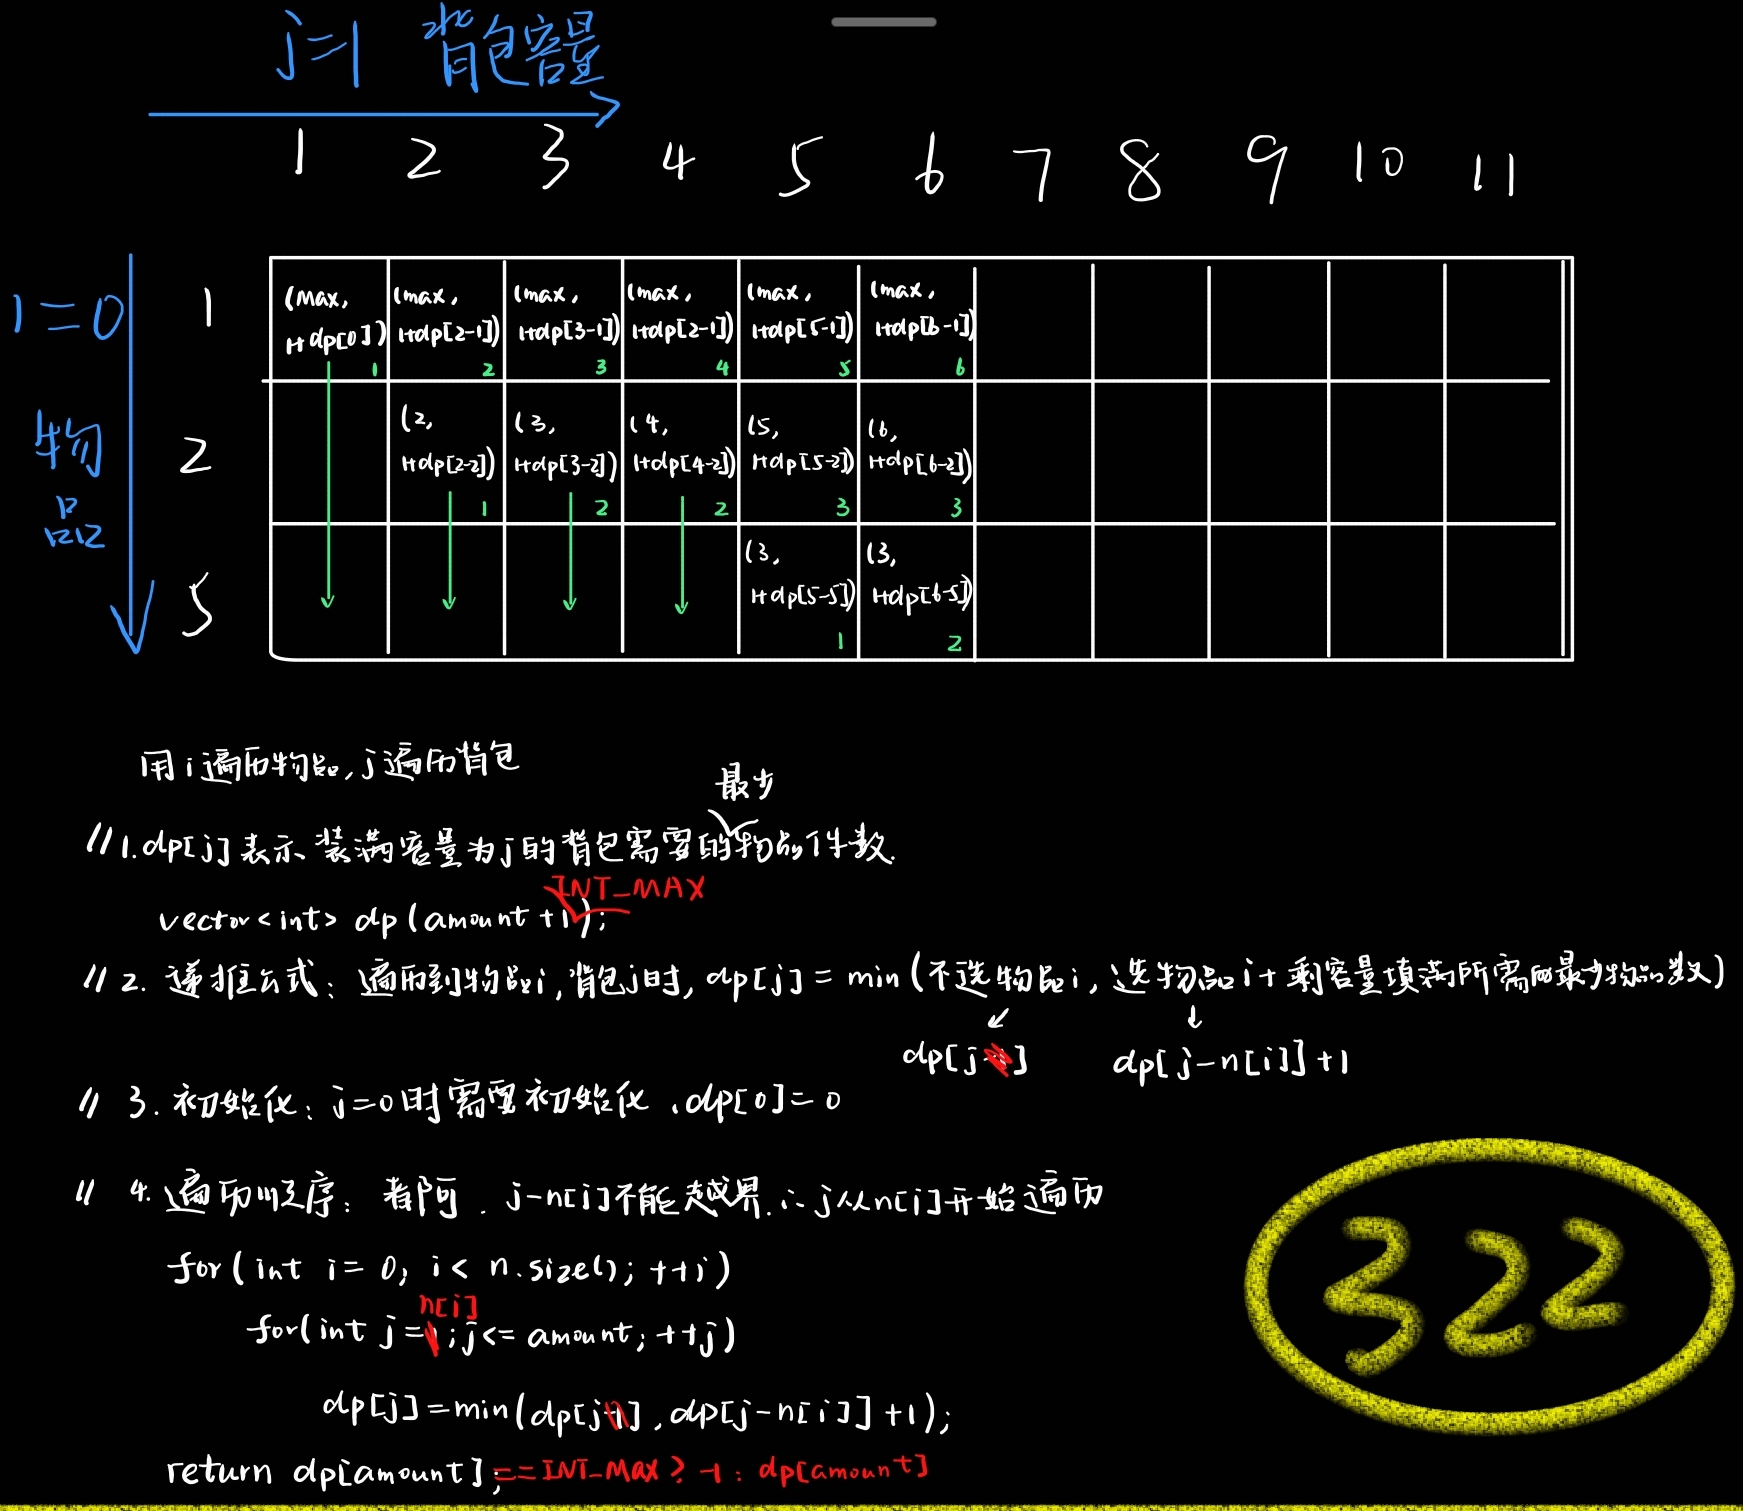 j=1 背包容量
1 2 3 4 5 6 7 8 9 10 11
i=0
物品
1 (max, 1+dp[0]) 1 (max, 1+dp[2-1]) 2 (max, 1+dp[3-1]) 3 (max, 1+dp[2-1]) 4 (max, 1+dp[5-1]) 5 (max, 1+dp[6-1]) 6
2 (2, 1+dp[2-2]) 1 (3, 1+dp[3-2]) 2 (4, 1+dp[4-2]) 2 (5, 1+dp[5-2]) 3 (6, 1+dp[6-2]) 3
5 (3, 1+dp[5-5]) 1 (3, 1+dp[6-5]) 2
用i遍历物品,j遍历背包
最少
//1.dp[j]表示装满容量为j的背包需要的物品件数.
INT_MAX
vector<int> dp(amount+1);
//2. 递推公式: 遍历到物品i,背包j时, dp[j] = min(不选物品i, 选物品i+剩容量填满所需的最少物品数)
dp[j] dp[j-n[i]]+1
// 3. 初始化: j=0时需要初始化.dp[0]=0
// 4. 遍历顺序: 若可. j-n[i]不能越界.∴j从n[i]开始遍历
for(int i=0; i< n.size(); ++i)
n[i]
for(int j= ;j<= amount; ++j)
dp[j]=min(dp[j],dp[j-n[i]]+1);
return dp[amount];==INT_MAX? -1: dp[amount]
322